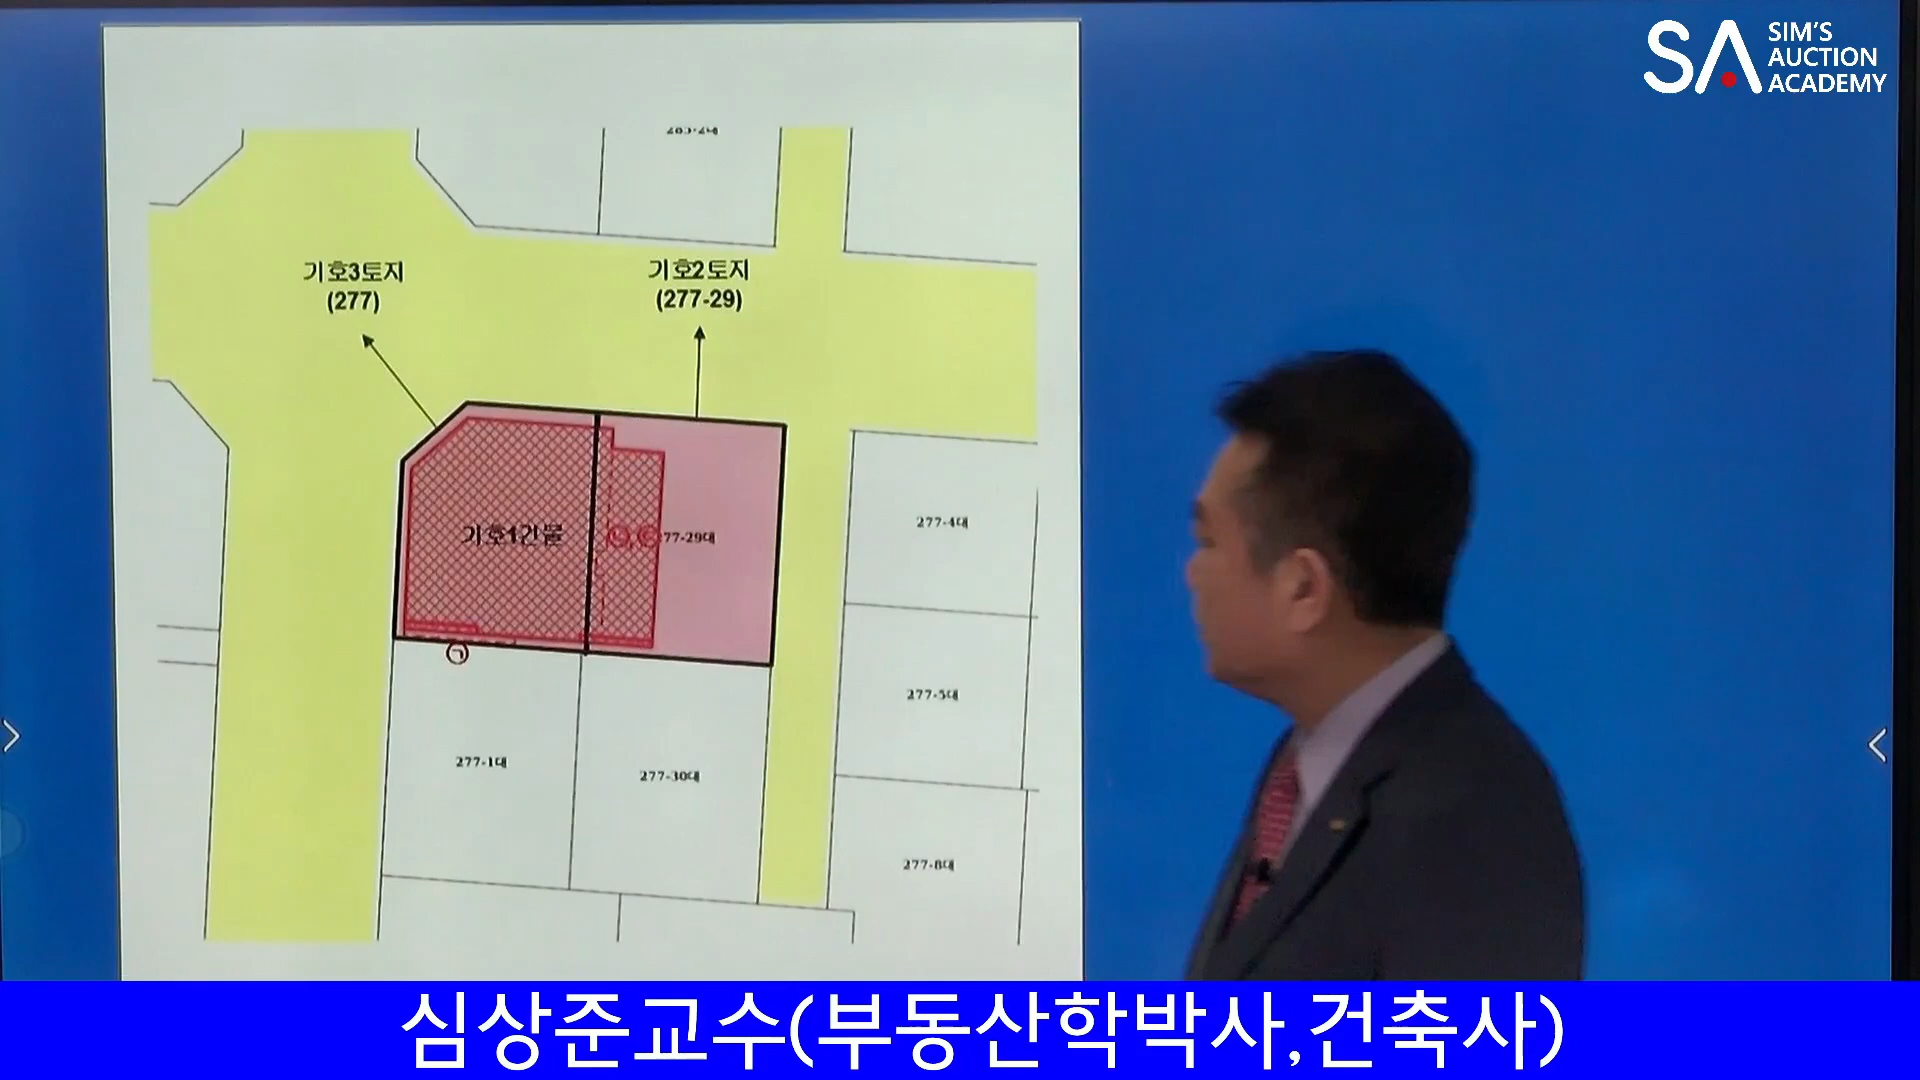 SA
SIM'S
AUCTION
ACADEMY
기호3토지
(277)
기호2토지
(277-29)
기호1건물
ㄴ,ㄷ
77-29대
277-4대
ㄱ
277-5대
277-1대
277-30대
277-8대
심상준교수(부동산학박사,건축사)